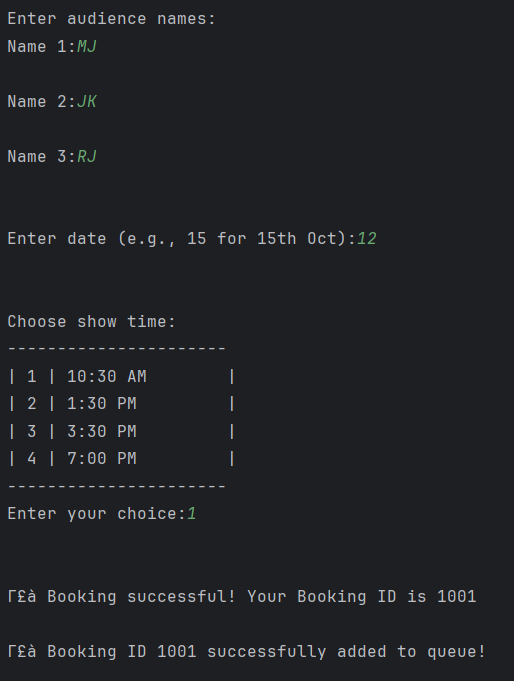 Enter audience names:
Name 1:MJ
Name 2:JK
Name 3:RJ
Enter date (e.g., 15 for 15th Oct):12
Choose show time:
----------------------
| 1 | 10:30 AM        |
| 2 | 1:30 PM         |
| 3 | 3:30 PM         |
| 4 | 7:00 PM         |
----------------------
Enter your choice:1
Γ£à Booking successful! Your Booking ID is 1001
Γ£à Booking ID 1001 successfully added to queue!